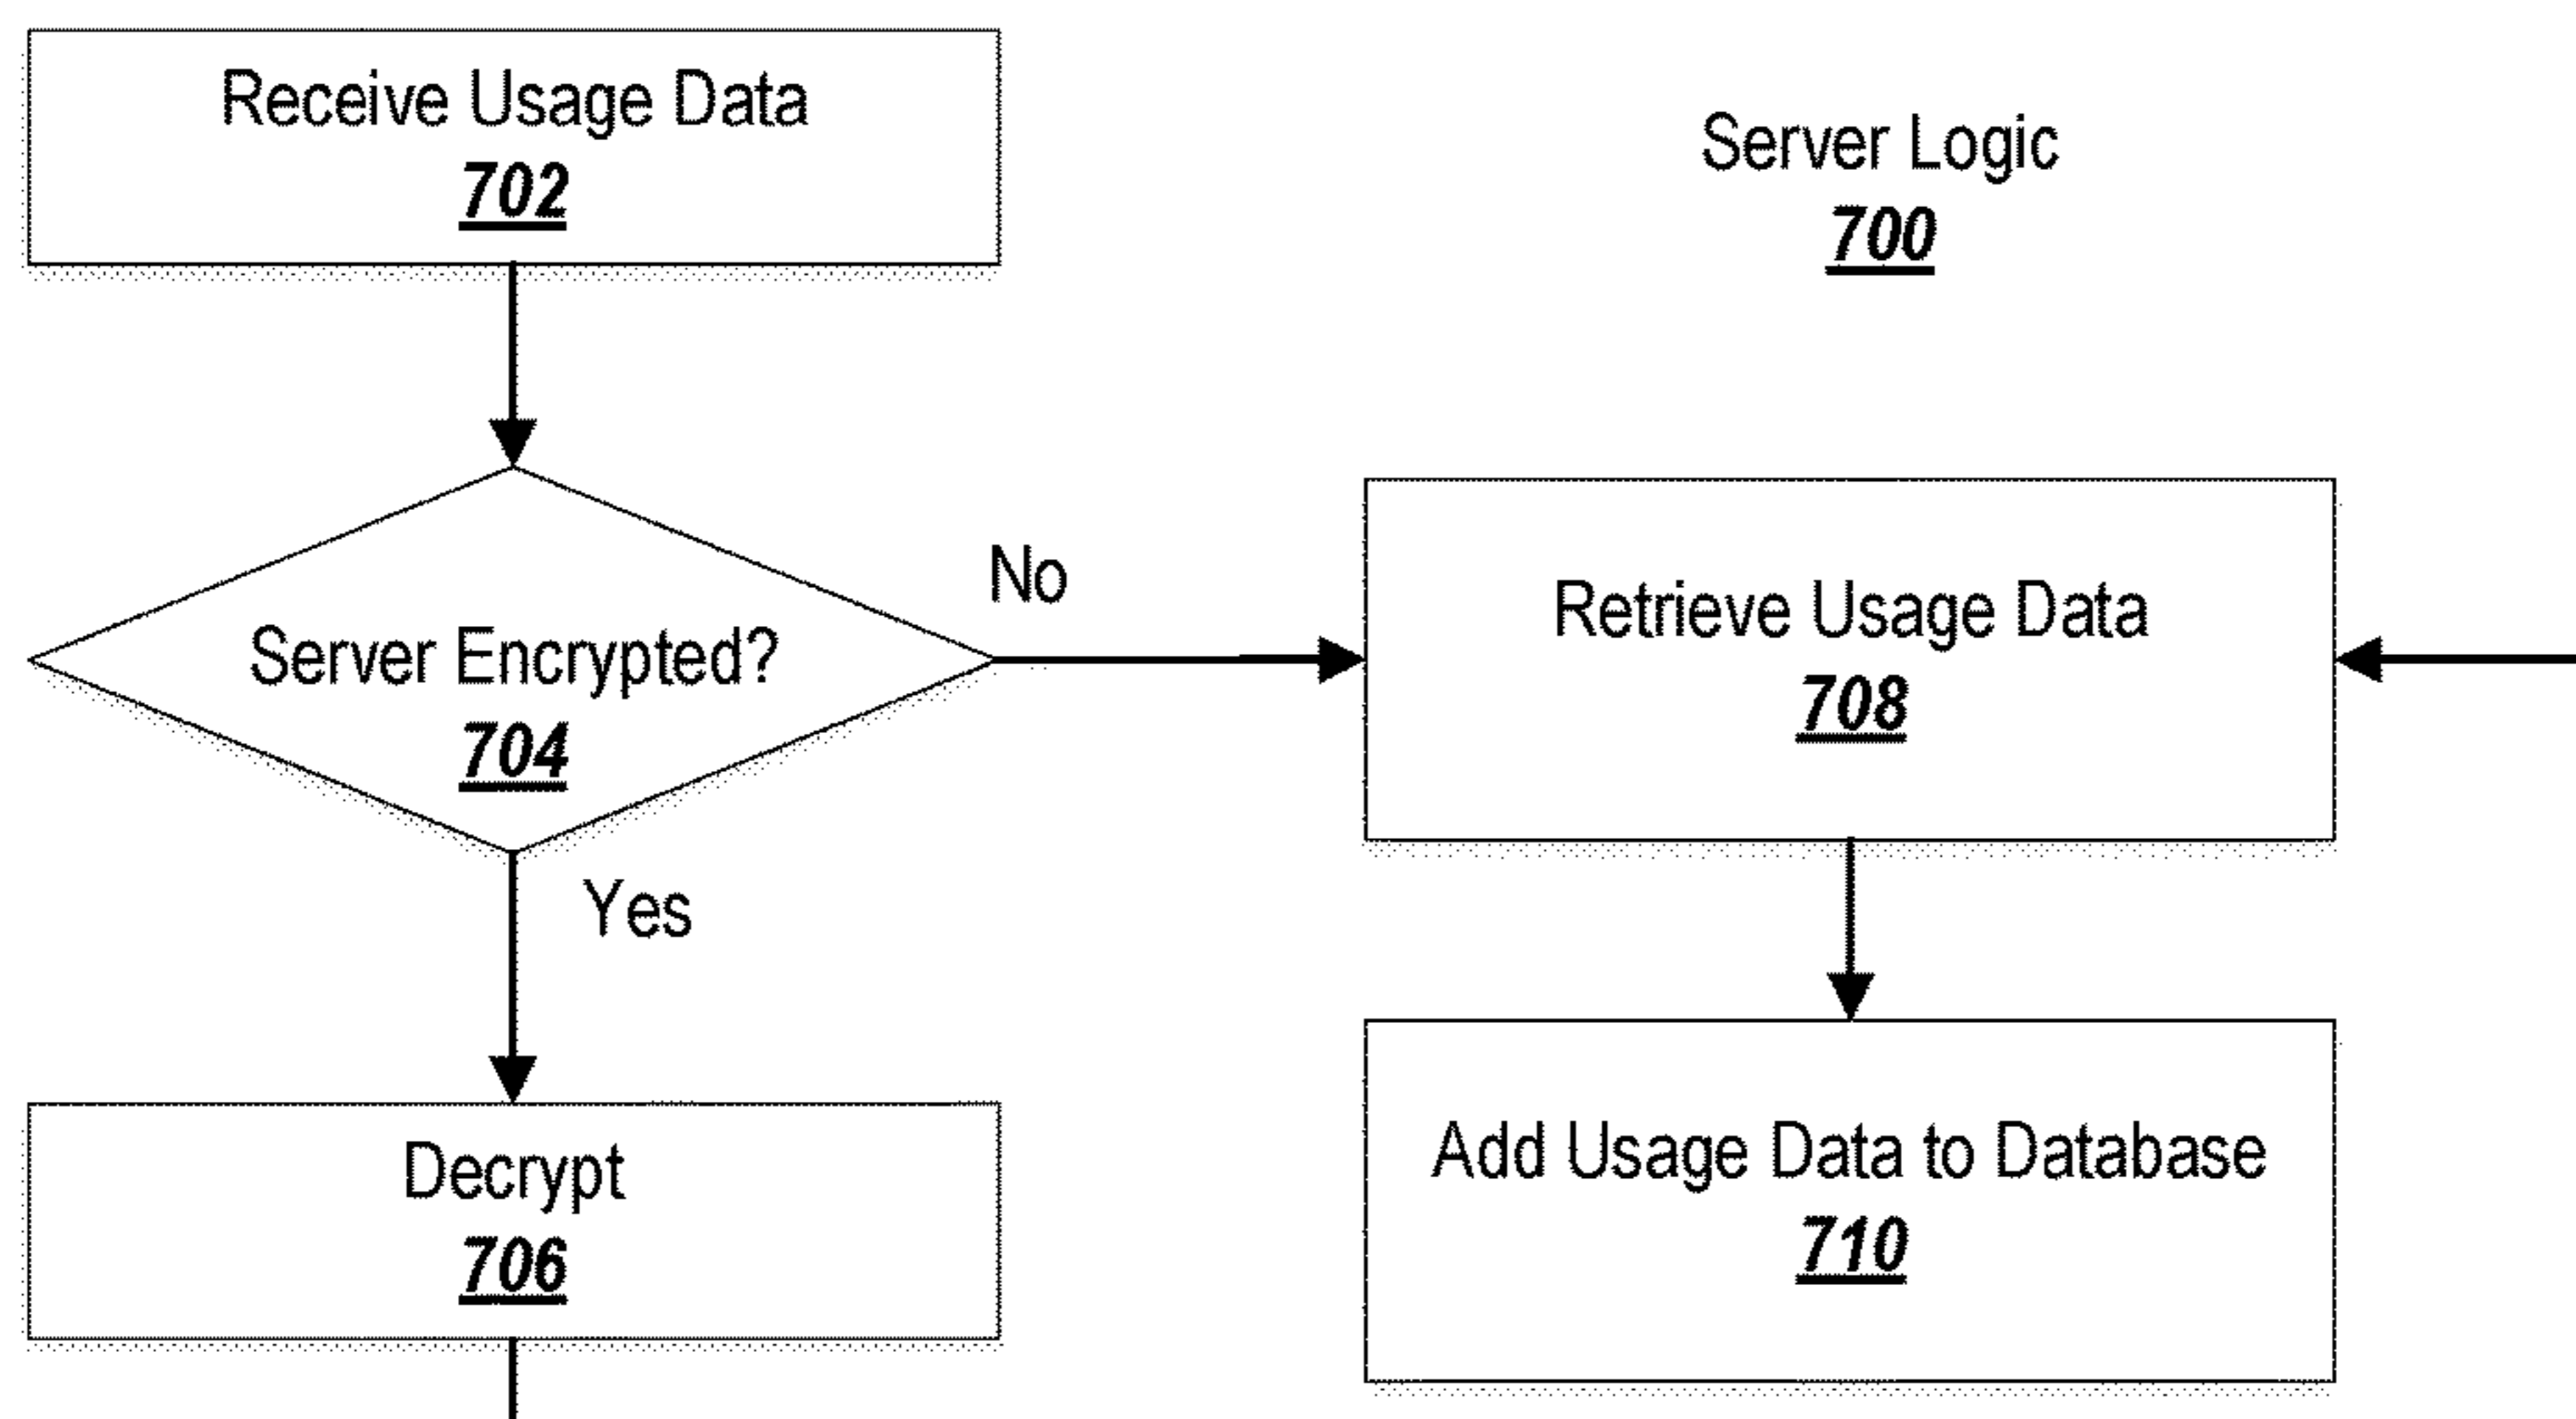 Receive Usage Data
702
Server Logic
700
Server Encrypted?
704
No
Yes
Retrieve Usage Data
708
Decrypt
706
Add Usage Data to Database
710